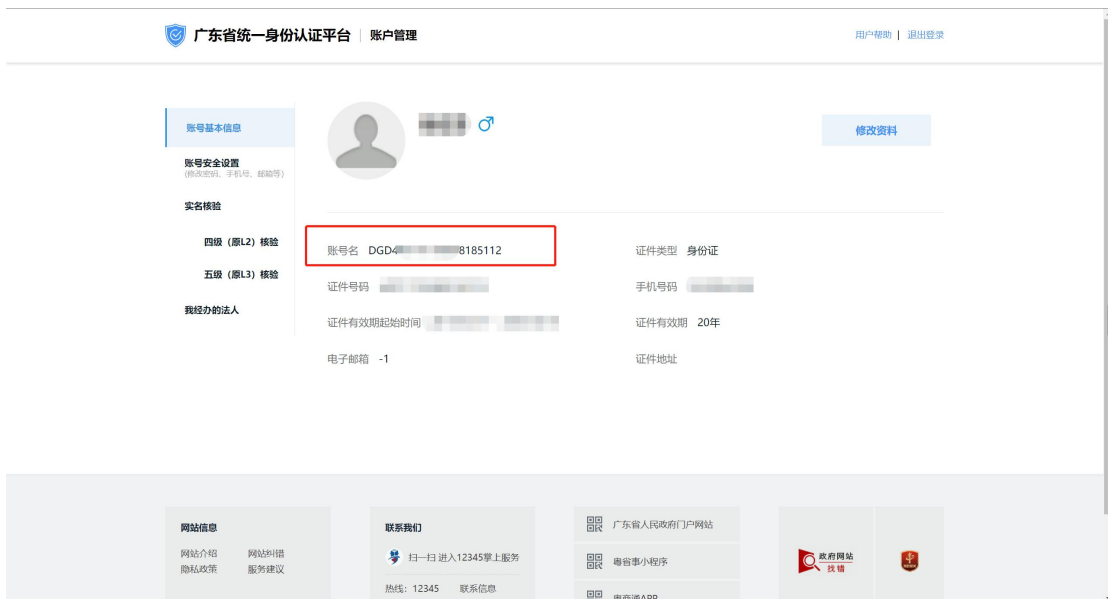 广东省统一身份认证平台 账户管理 用户帮助 | 退出登录
账号基本信息
修改资料
账号安全设置
(修改密码、手机号、邮箱等)
实名核验
四级（原L2）核验
五级（原L3）核验
我经办的法人
账号名 DGD4 8185112 证件类型 身份证
证件号码 手机号码
证件有效期起始时间 证件有效期 20年
电子邮箱 -1 证件地址
网站信息
网站介绍 网站纠错
隐私政策 服务建议
联系我们
扫一扫 进入12345掌上服务
热线：12345 联系信息
广东省人民政府门户网站
粤省事小程序
粤商通APP
政府网站
找错